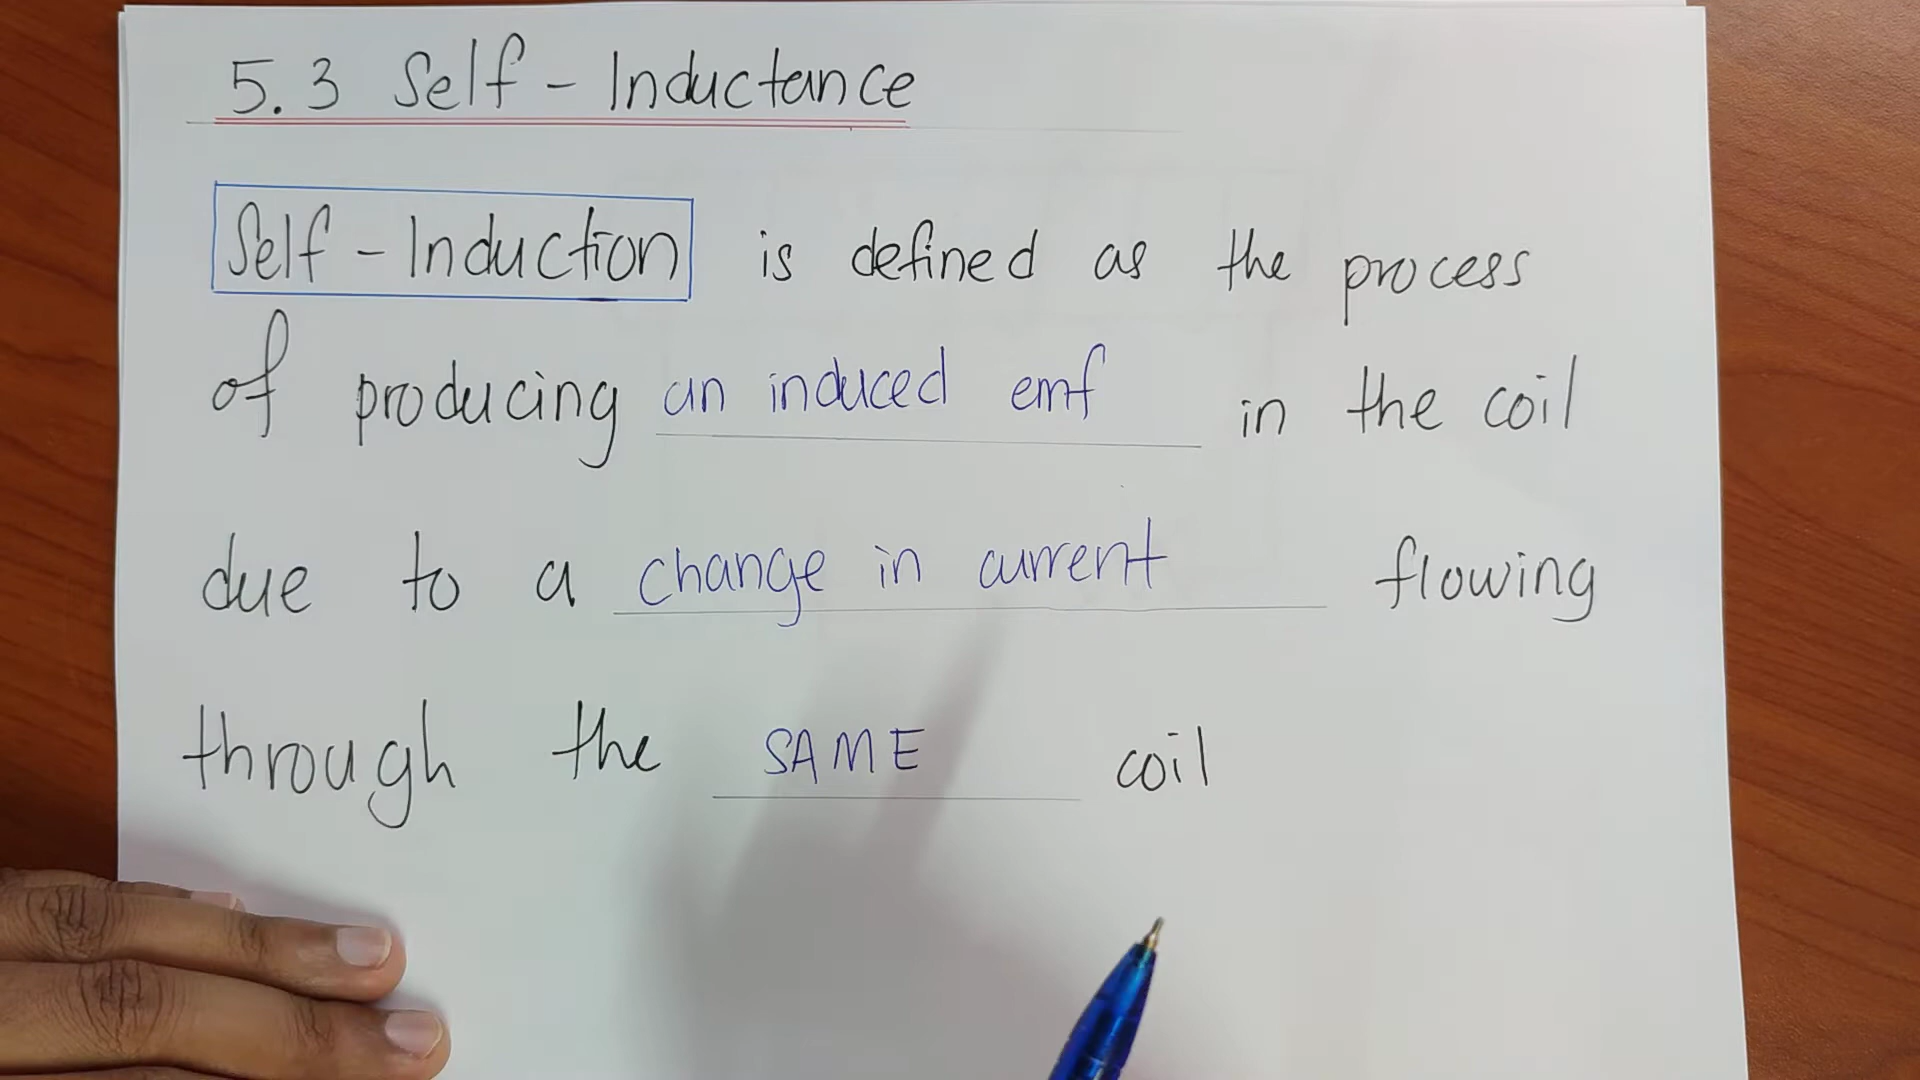 5.3 Self - Inductance
Self - Induction is defined as the process
of producing an induced emf in the coil
due to a change in current flowing
through the SAME coil